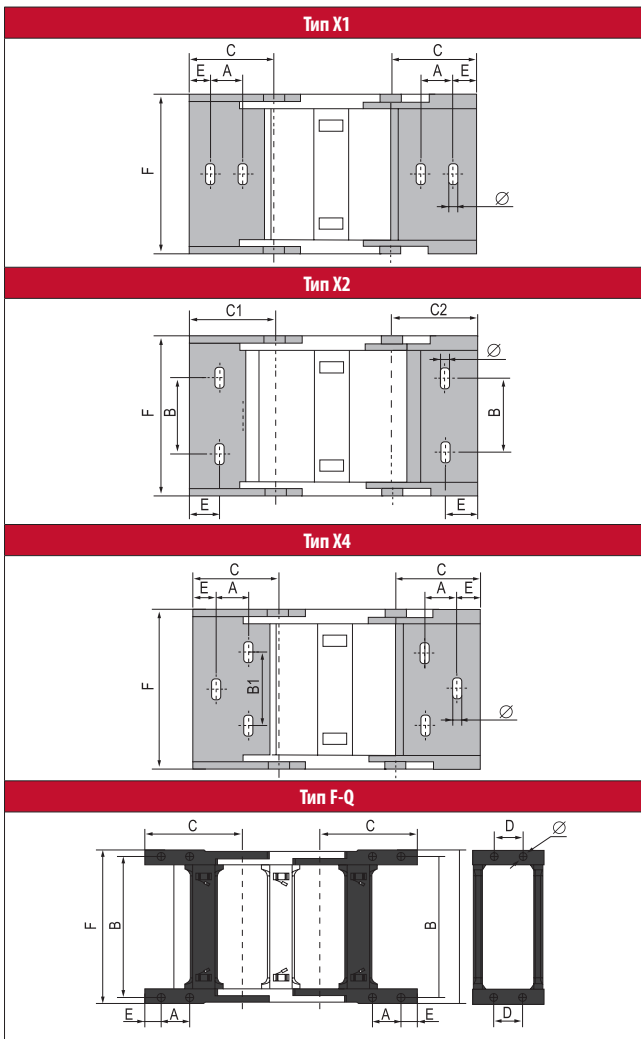 Тип X1
C C
E A A E
F
Ø
Тип X2
C1 C2
Ø
F B B
E E
Тип X4
C C
E A A E
F B1
Ø
Тип F-Q
C C D Ø
F B B
E A A E D